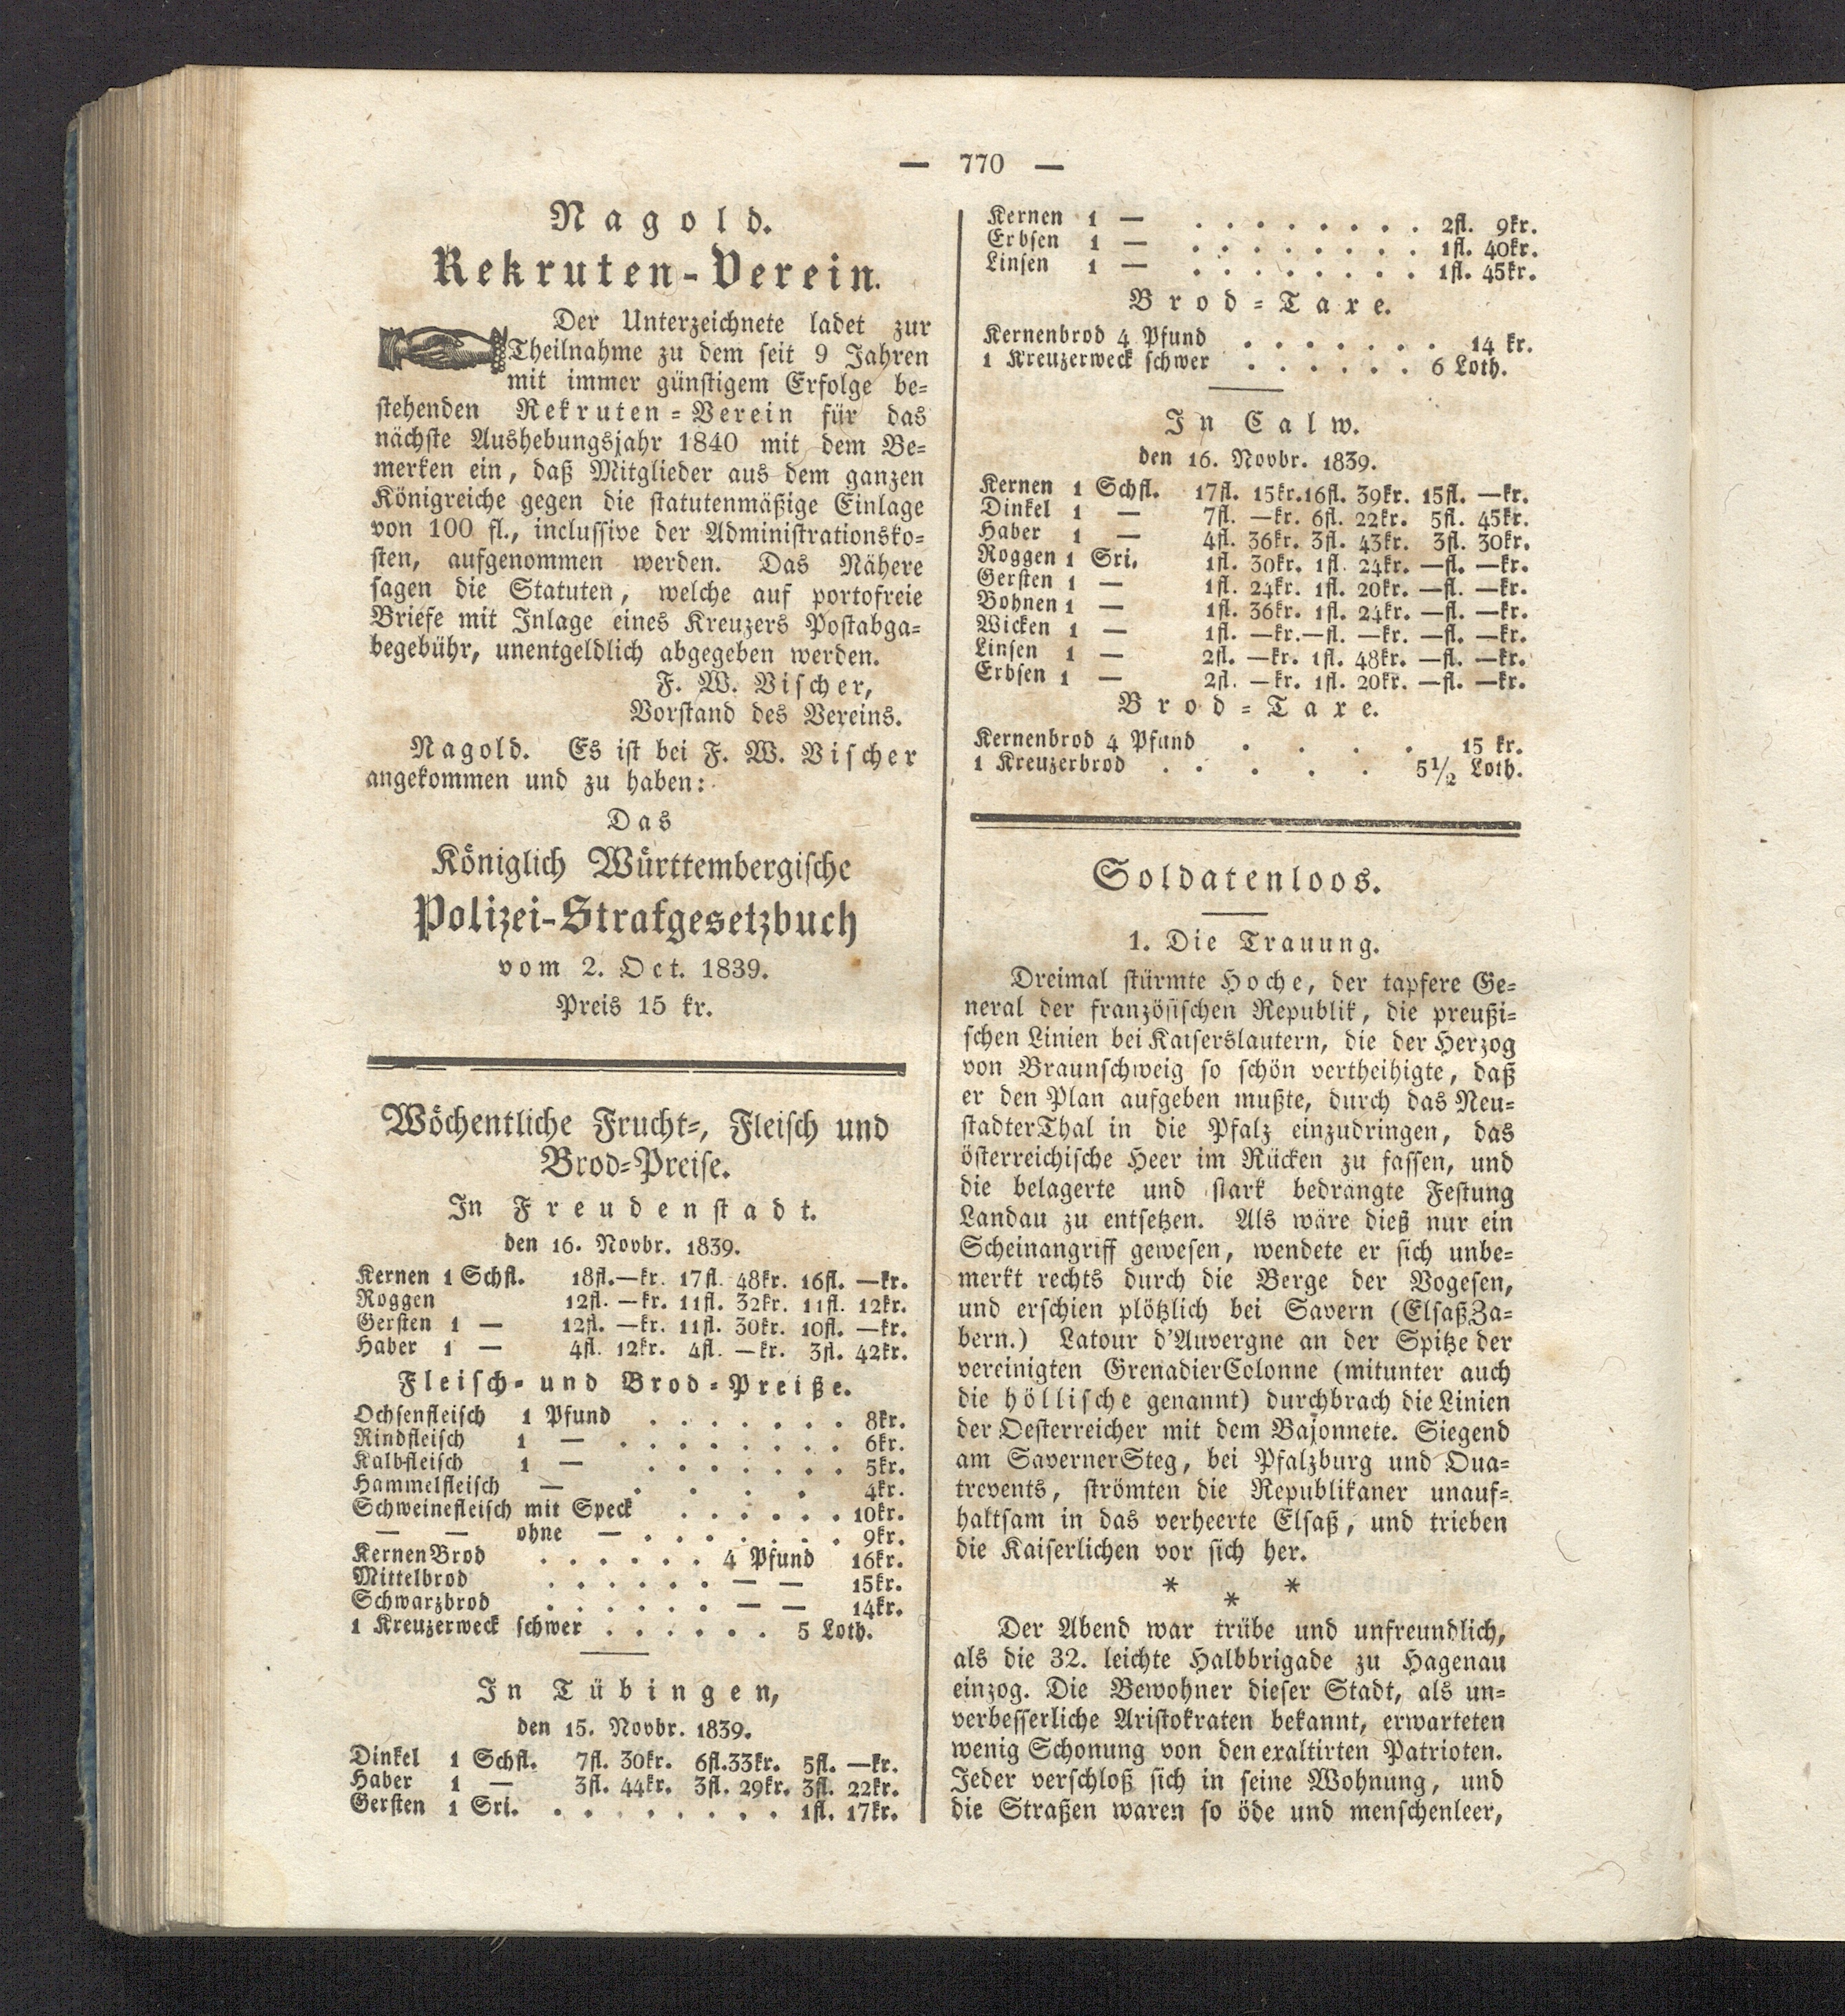 — 770 —
Nagold.
Rekruten-Verein.
Der Unterzeichnete ladet zur
Theilnahme zu dem seit 9 Jahren
mit immer günstigem Erfolge be=
stehenden Rekruten=Verein für das
nächste Aushebungsjahr 1840 mit dem Be=
merken ein, daß Mitglieder aus dem ganzen
Königreiche gegen die statutenmäßige Einlage
von 100 fl., inclussive der Administrationsko=
sten, aufgenommen werden. Das Nähere
sagen die Statuten, welche auf portofreie
Briefe mit Inlage eines Kreuzers Postabga=
begebühr, unentgeldlich abgegeben werden.
F. W. Vischer,
Vorstand des Vereins.
Nagold. Es ist bei F. W. Vischer
angekommen und zu haben:
Das
Königlich Württembergische
Polizei-Strafgesetzbuch
vom 2. Oct. 1839.
Preis 15 kr.
Wöchentliche Frucht=, Fleisch und
Brod=Preise.
In Freudenstadt.
den 16. Novbr. 1839.
Kernen 1 Schfl. 18fl.—kr. 17fl. 48kr. 16fl. —kr.
Roggen 12fl. —kr. 11fl. 32kr. 11fl. 12kr.
Gersten 1 — 12fl. —kr. 11fl. 30kr. 10fl. —kr.
Haber 1 — 4fl. 12kr. 4fl. —kr. 3fl. 42kr.
Fleisch= und Brod=Preiße.
Ochsenfleisch 1 Pfund . . . . . . . 8kr.
Rindfleisch 1 — . . . . . . . . 6kr.
Kalbfleisch 1 — . . . . . . . 5kr.
Hammelfleisch — . . . . 4kr.
Schweinefleisch mit Speck . . . . . . 10kr.
— — ohne — . . . . . . . 9kr.
KernenBrod . . . . . . 4 Pfund 16kr.
Mittelbrod . . . . . . — — 15kr.
Schwarzbrod . . . . . . — — 14kr.
1 Kreuzerweck schwer . . . . . . 5 Loth.
In Tübingen,
den 15. Novbr. 1839.
Dinkel 1 Schfl. 7fl. 30kr. 6fl.33kr. 5fl. —kr.
Haber 1 — 3fl. 44kr. 3fl. 29kr. 3fl. 22kr.
Gersten 1 Sri. . . . . . . . . 1fl. 17kr.
Kernen 1 — . . . . . . . . 2fl. 9kr.
Erbsen 1 — . . . . . . . . 1fl. 40kr.
Linsen 1 — . . . . . . . . 1fl. 45kr.
Brod=Taxe.
Kernenbrod 4 Pfund . . . . . . . 14 kr.
1 Kreuzerweck schwer . . . . . . 6 Loth.
In Calw.
den 16. Novbr. 1839.
Kernen 1 Schfl. 17fl. 15kr.16fl. 39kr. 15fl. —kr.
Dinkel 1 — 7fl. —kr. 6fl. 22kr. 5fl. 45kr.
Haber 1 — 4fl. 36kr. 3fl. 43kr. 3fl. 30kr.
Roggen 1 Sri. 1fl. 30kr. 1fl. 24kr. —fl. —kr.
Gersten 1 — 1fl. 24kr. 1fl. 20kr. —fl. —kr.
Bohnen 1 — 1fl. 36kr. 1fl. 24kr. —fl. —kr.
Wicken 1 — 1fl. —kr.—fl. —kr. —fl. —kr.
Linsen 1 — 2fl. —kr. 1fl. 48kr. —fl. —kr.
Erbsen 1 — 2fl. —kr. 1fl. 20kr. —fl. —kr.
Brod=Taxe.
Kernenbrod 4 Pfund . . . . 15 kr.
1 Kreuzerbrod . . . . . 5½ Loth.
Soldatenloos.
1. Die Trauung.
Dreimal stürmte Hoche, der tapfere Ge=
neral der französischen Republik, die preußi=
schen Linien bei Kaiserslautern, die der Herzog
von Braunschweig so schön vertheihigte, daß
er den Plan aufgeben mußte, durch das Neu=
stadterThal in die Pfalz einzudringen, das
österreichische Heer im Rücken zu fassen, und
die belagerte und stark bedrängte Festung
Landau zu entsetzen. Als wäre dieß nur ein
Scheinangriff gewesen, wendete er sich unbe=
merkt rechts durch die Berge der Vogesen,
und erschien plötzlich bei Savern (ElsaßZa=
bern.) Latour d'Auvergne an der Spitze der
vereinigten GrenadierColonne (mitunter auch
die höllische genannt) durchbrach die Linien
der Oesterreicher mit dem Bajonnete. Siegend
am SavernerSteg, bei Pfalzburg und Qua=
trevents, strömten die Republikaner unauf=
haltsam in das verheerte Elsaß, und trieben
die Kaiserlichen vor sich her.
* * *
Der Abend war trübe und unfreundlich,
als die 32. leichte Halbbrigade zu Hagenau
einzog. Die Bewohner dieser Stadt, als un=
verbesserliche Aristokraten bekannt, erwarteten
wenig Schonung von den exaltirten Patrioten.
Jeder verschloß sich in seine Wohnung, und
die Straßen waren so öde und menschenleer,